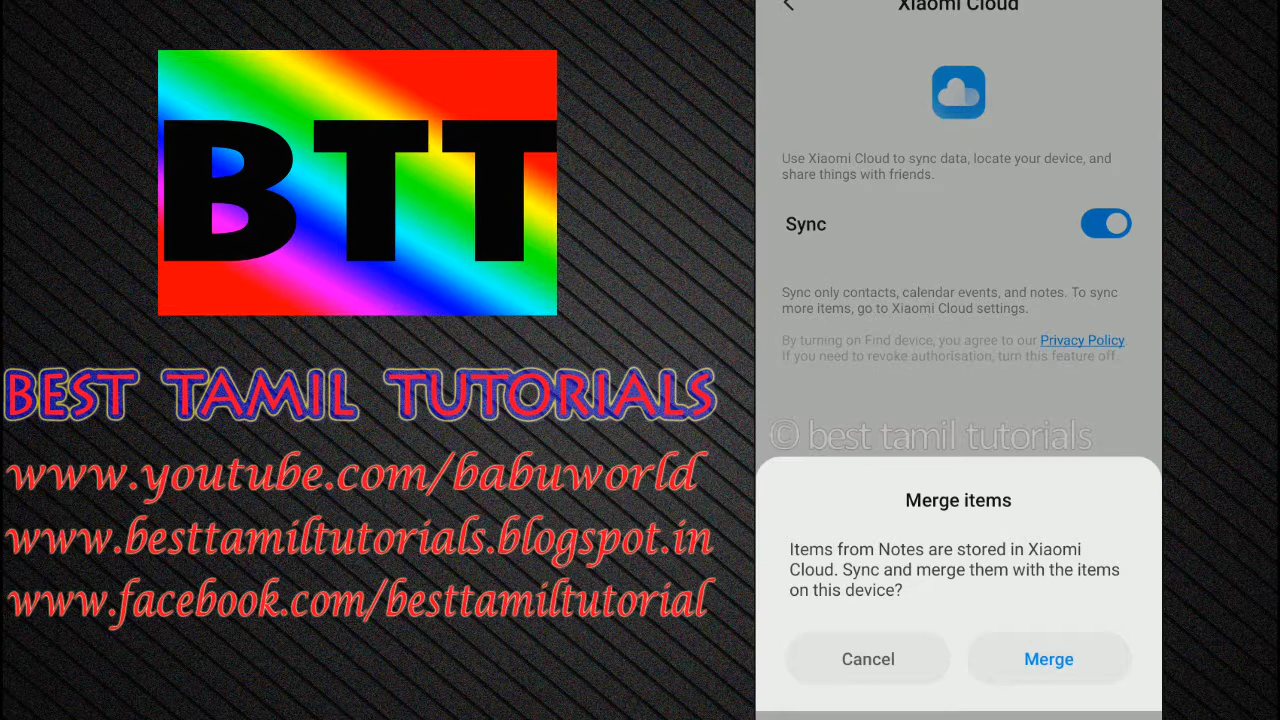 BTT
BEST TAMIL TUTORIALS
www.youtube.com/babuworld
www.besttamiltutorials.blogspot.in
www.facebook.com/besttamiltutorial
Xiaomi Cloud
Use Xiaomi Cloud to sync data, locate your device, and
share things with friends.
Sync
Sync only contacts, calendar events, and notes. To sync
more items, go to Xiaomi Cloud settings.
By turning on Find device, you agree to our Privacy Policy
If you need to revoke authorisation, turn this feature off
© best tamil tutorials
Merge items
Items from Notes are stored in Xiaomi
Cloud. Sync and merge them with the items
on this device?
Cancel
Merge